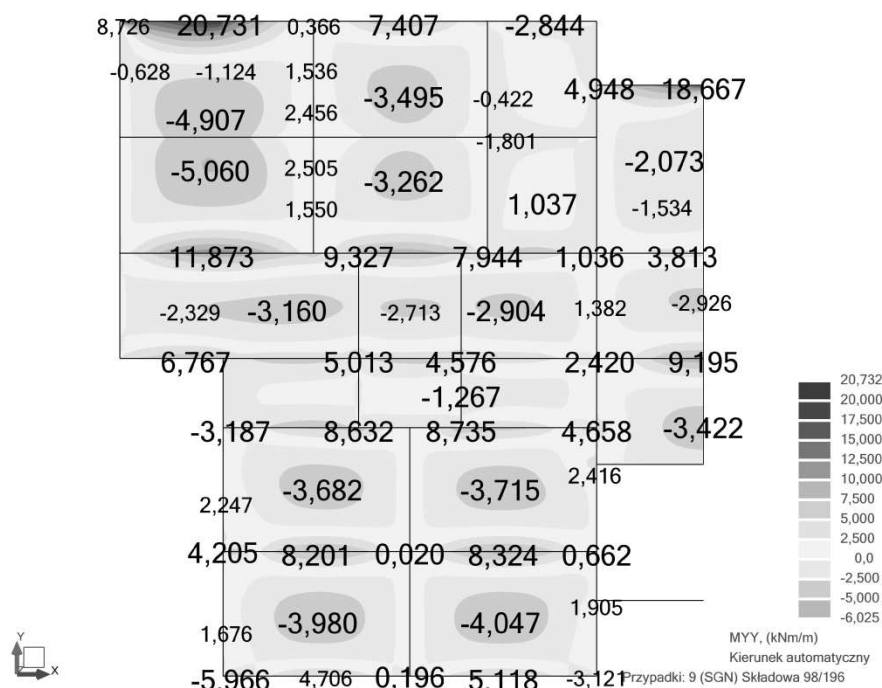 8,726 20,731 0,366 7,407 -2,844
-0,628 -1,124 1,536
-3,495 -0,422 4,948 18,667
-4,907 2,456
-1,801
-5,060 2,505 -3,262 -2,073
1,550 1,037 -1,534
11,873 9,327 7,944 1,036 3,813
-2,329 -3,160 -2,713 -2,904 1,382 -2,926
6,767 5,013 4,576 2,420 9,195
-1,267
-3,187 8,632 8,735 4,658 -3,422
-3,682 -3,715 2,416
2,247
4,205 8,201 0,020 8,324 0,662
1,676 -3,980 -4,047 1,905
-5,966 4,706 0,196 5,118 -3,121
20,732
20,000
17,500
15,000
12,500
10,000
7,500
5,000
2,500
0,0
-2,500
-5,000
-6,025
MYY, (kNm/m)
Kierunek automatyczny
Przypadki: 9 (SGN) Składowa 98/196
Y
Z X